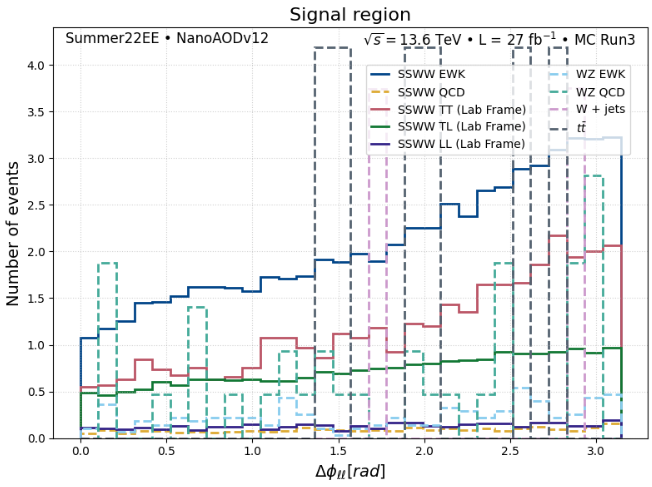 Signal region
Summer22EE • NanoAODv12
√s = 13.6 TeV • L = 27 fb⁻¹ • MC Run3
SSWW EWK
SSWW QCD
SSWW TT (Lab Frame)
SSWW TL (Lab Frame)
SSWW LL (Lab Frame)
WZ EWK
WZ QCD
W + jets
tt̄
Number of events
4.0
3.5
3.0
2.5
2.0
1.5
1.0
0.5
0.0
0.0 0.5 1.0 1.5 2.0 2.5 3.0
Δϕℓℓ[rad]